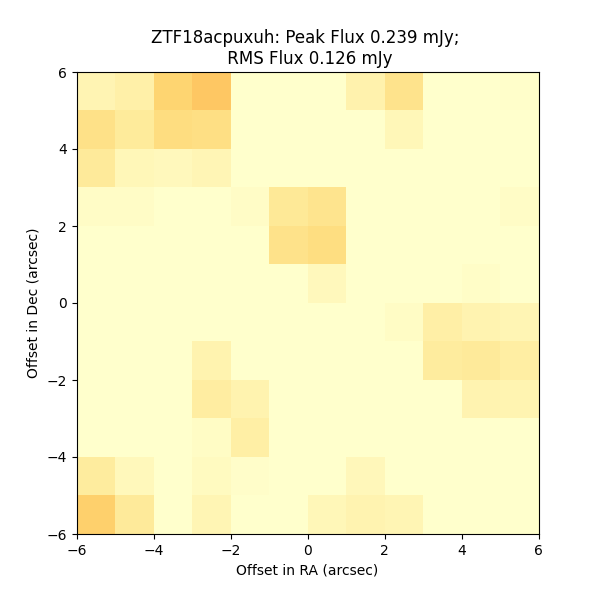 ZTF18acpuxuh: Peak Flux 0.239 mJy;
RMS Flux 0.126 mJy
6
4
2
0
−2
−4
−6
Offset in Dec (arcsec)
−6 −4 −2 0 2 4 6
Offset in RA (arcsec)